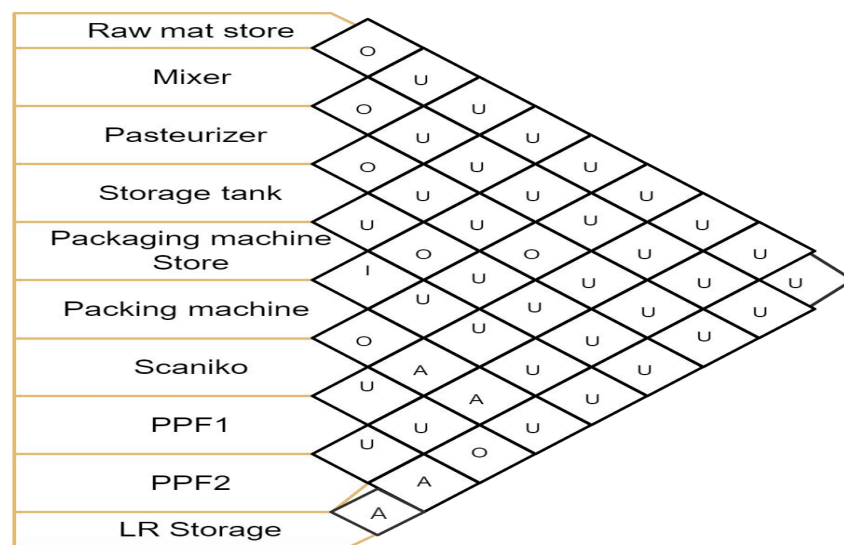 Raw mat store
O
Mixer U
O U
Pasteurizer U U
O U U
Storage tank U U U
U U U U
Packaging machine
Store
O O U U
I U U U U
Packing machine U U U U
O U U U
Scaniko A U U
U A U
PPF1 U U
U O
PPF2 A
A
LR Storage